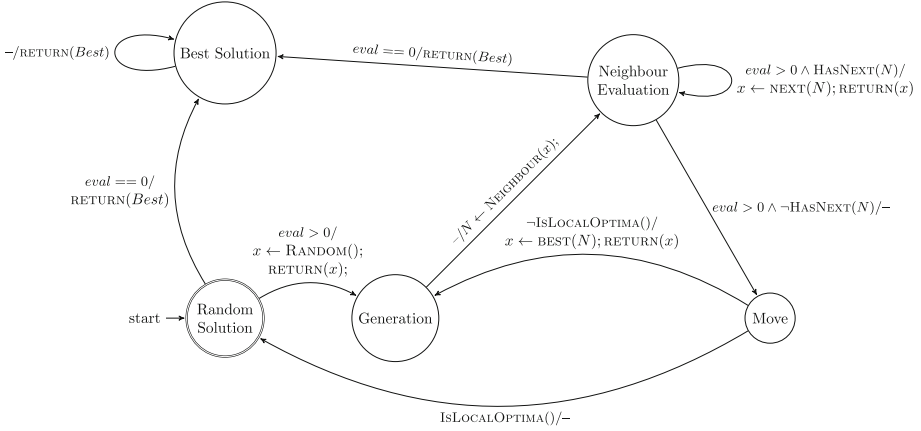 –/RETURN(Best)
Best Solution
eval == 0/RETURN(Best)
Neighbour
Evaluation
eval > 0 ∧ HASNEXT(N)/
x ← NEXT(N); RETURN(x)
eval == 0/
RETURN(Best)
eval > 0/
x ← RANDOM();
RETURN(x);
–/N ← NEIGHBOUR(x);
¬ISLOCALOPTIMA()/
x ← BEST(N); RETURN(x)
eval > 0 ∧ ¬HASNEXT(N)/–
start
Random
Solution
Generation
Move
ISLOCALOPTIMA()/–